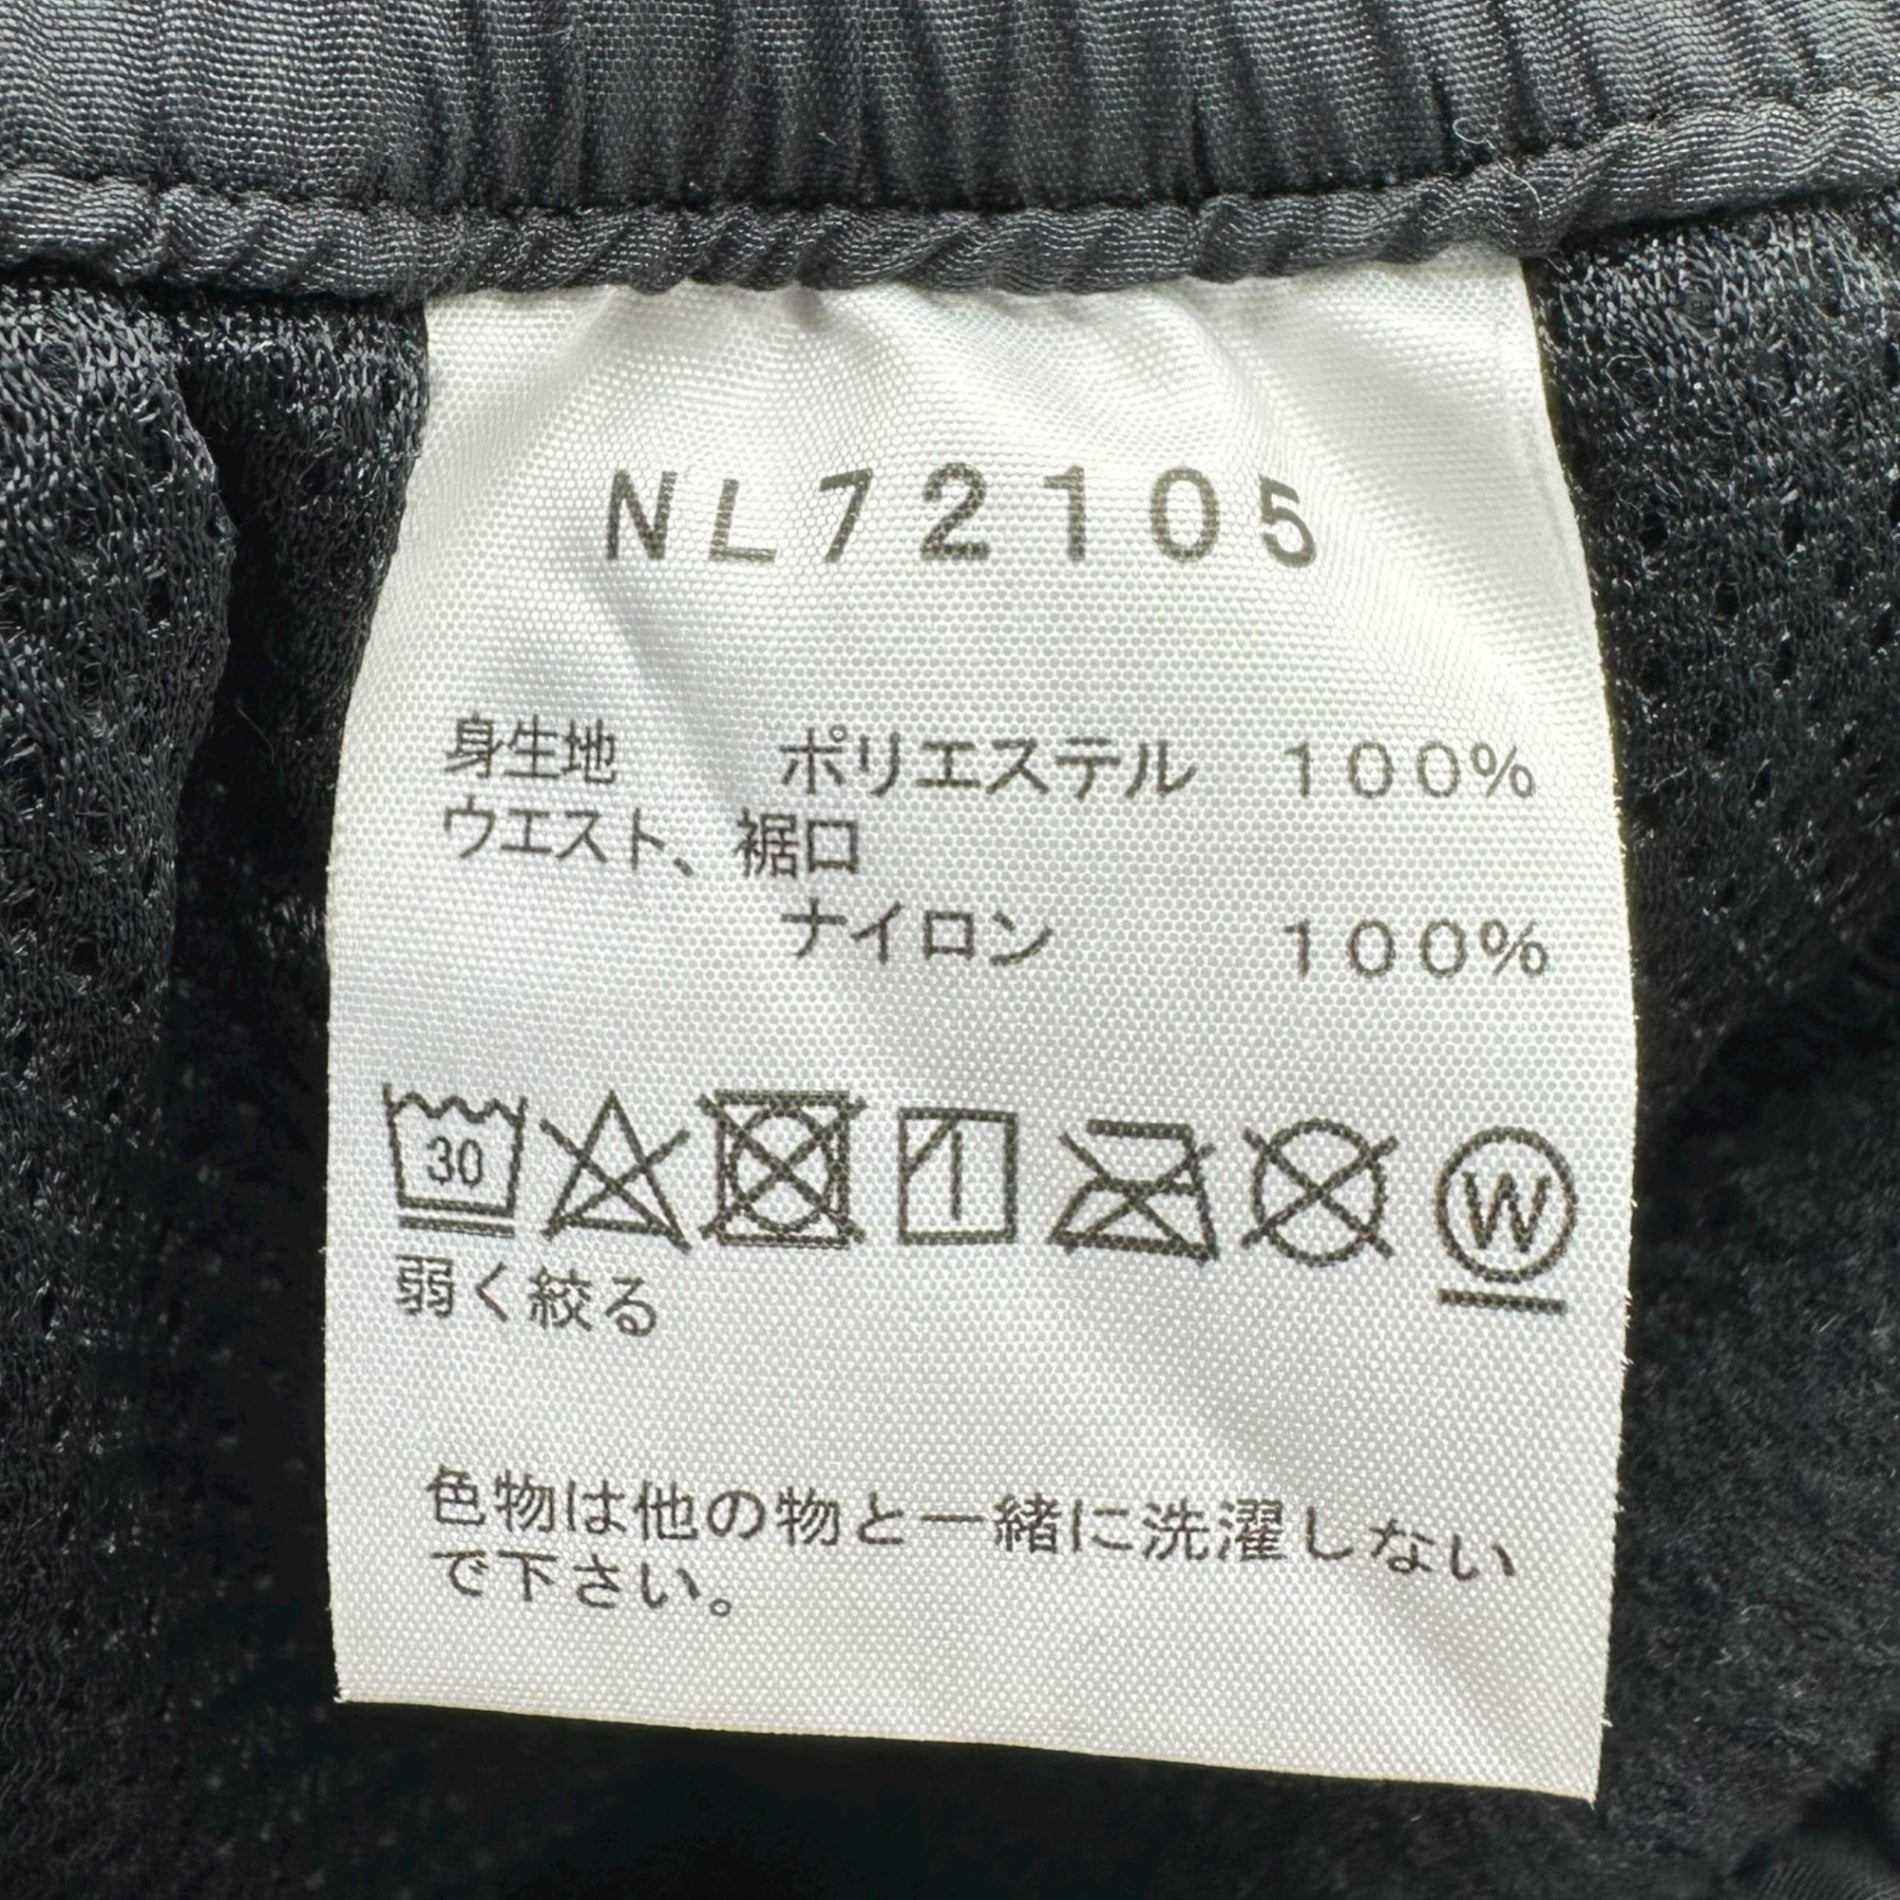 NL72105
身生地 ポリエステル 100%
ウエスト、裾口
ナイロン 100%
30 W
弱く絞る
色物は他の物と一緒に洗濯しない
で下さい。